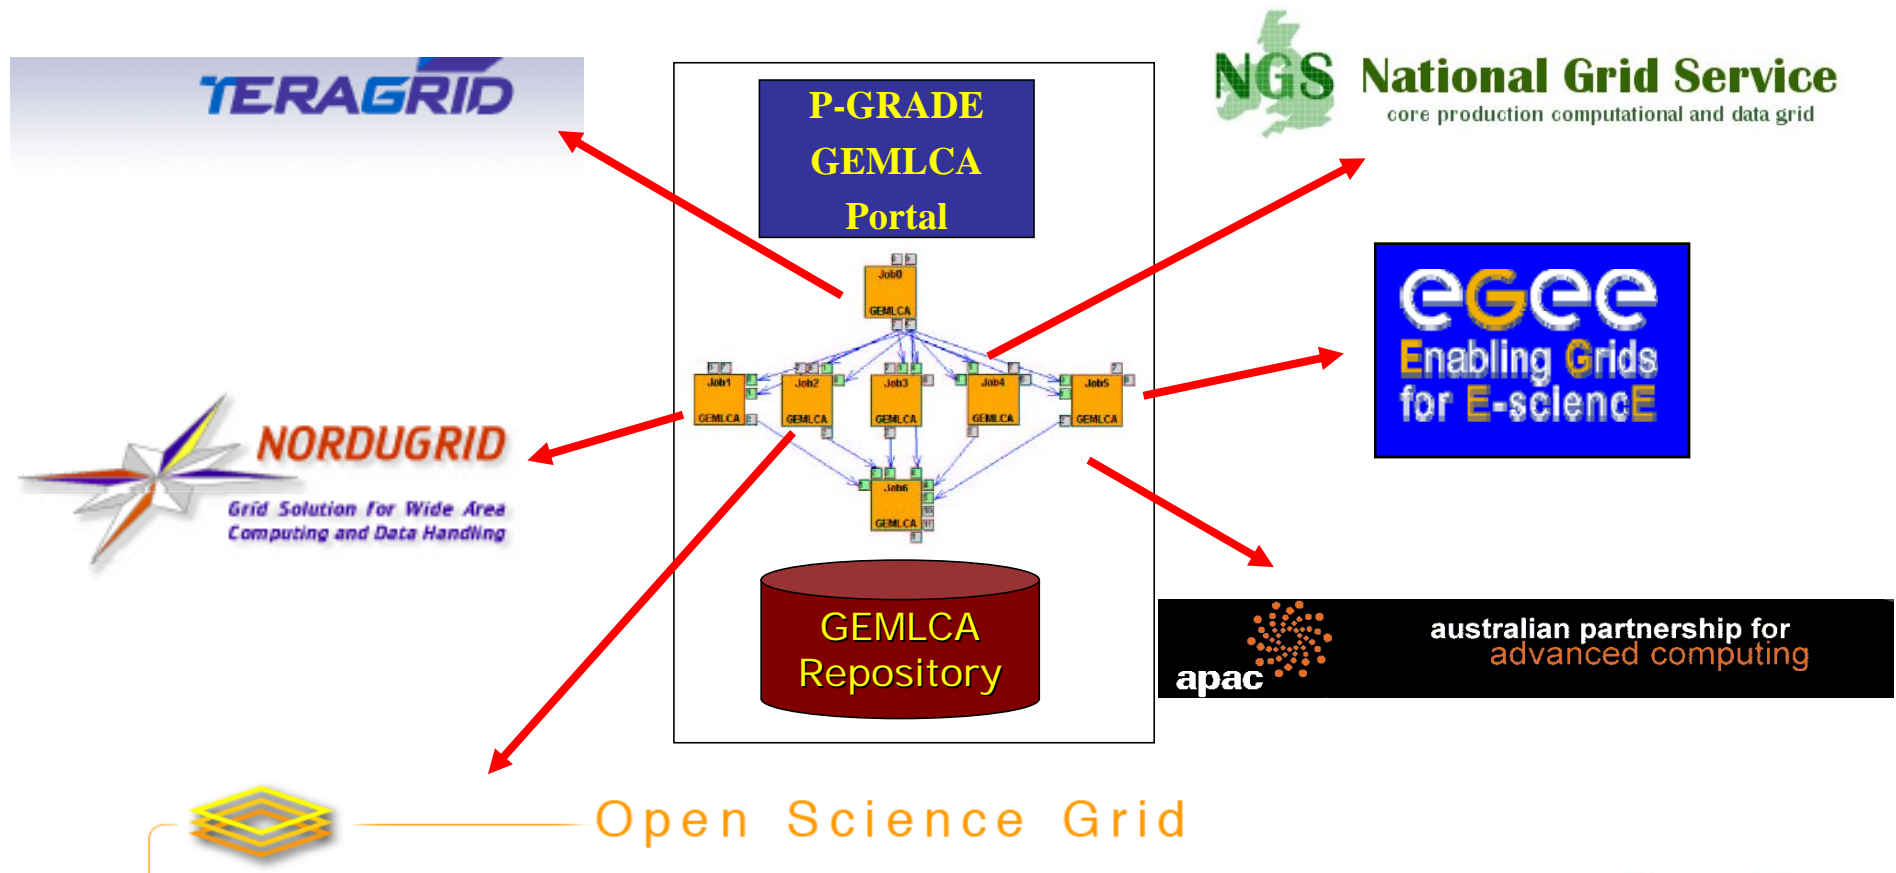 TERAGRID
P-GRADE
GEMLCA
Portal
NGS
National Grid Service
core production computational and data grid
Job0
GEMLCA
egee
Enabling Grids
for E-sciencE
Job1
GEMLCA
Job2
GEMLCA
Job3
GEMLCA
Job4
GEMLCA
Job5
GEMLCA
NORDUGRID
Grid Solution for Wide Area
Computing and Data Handling
Job6
GEMLCA
GEMLCA
Repository
apac
australian partnership for
advanced computing
Open Science Grid